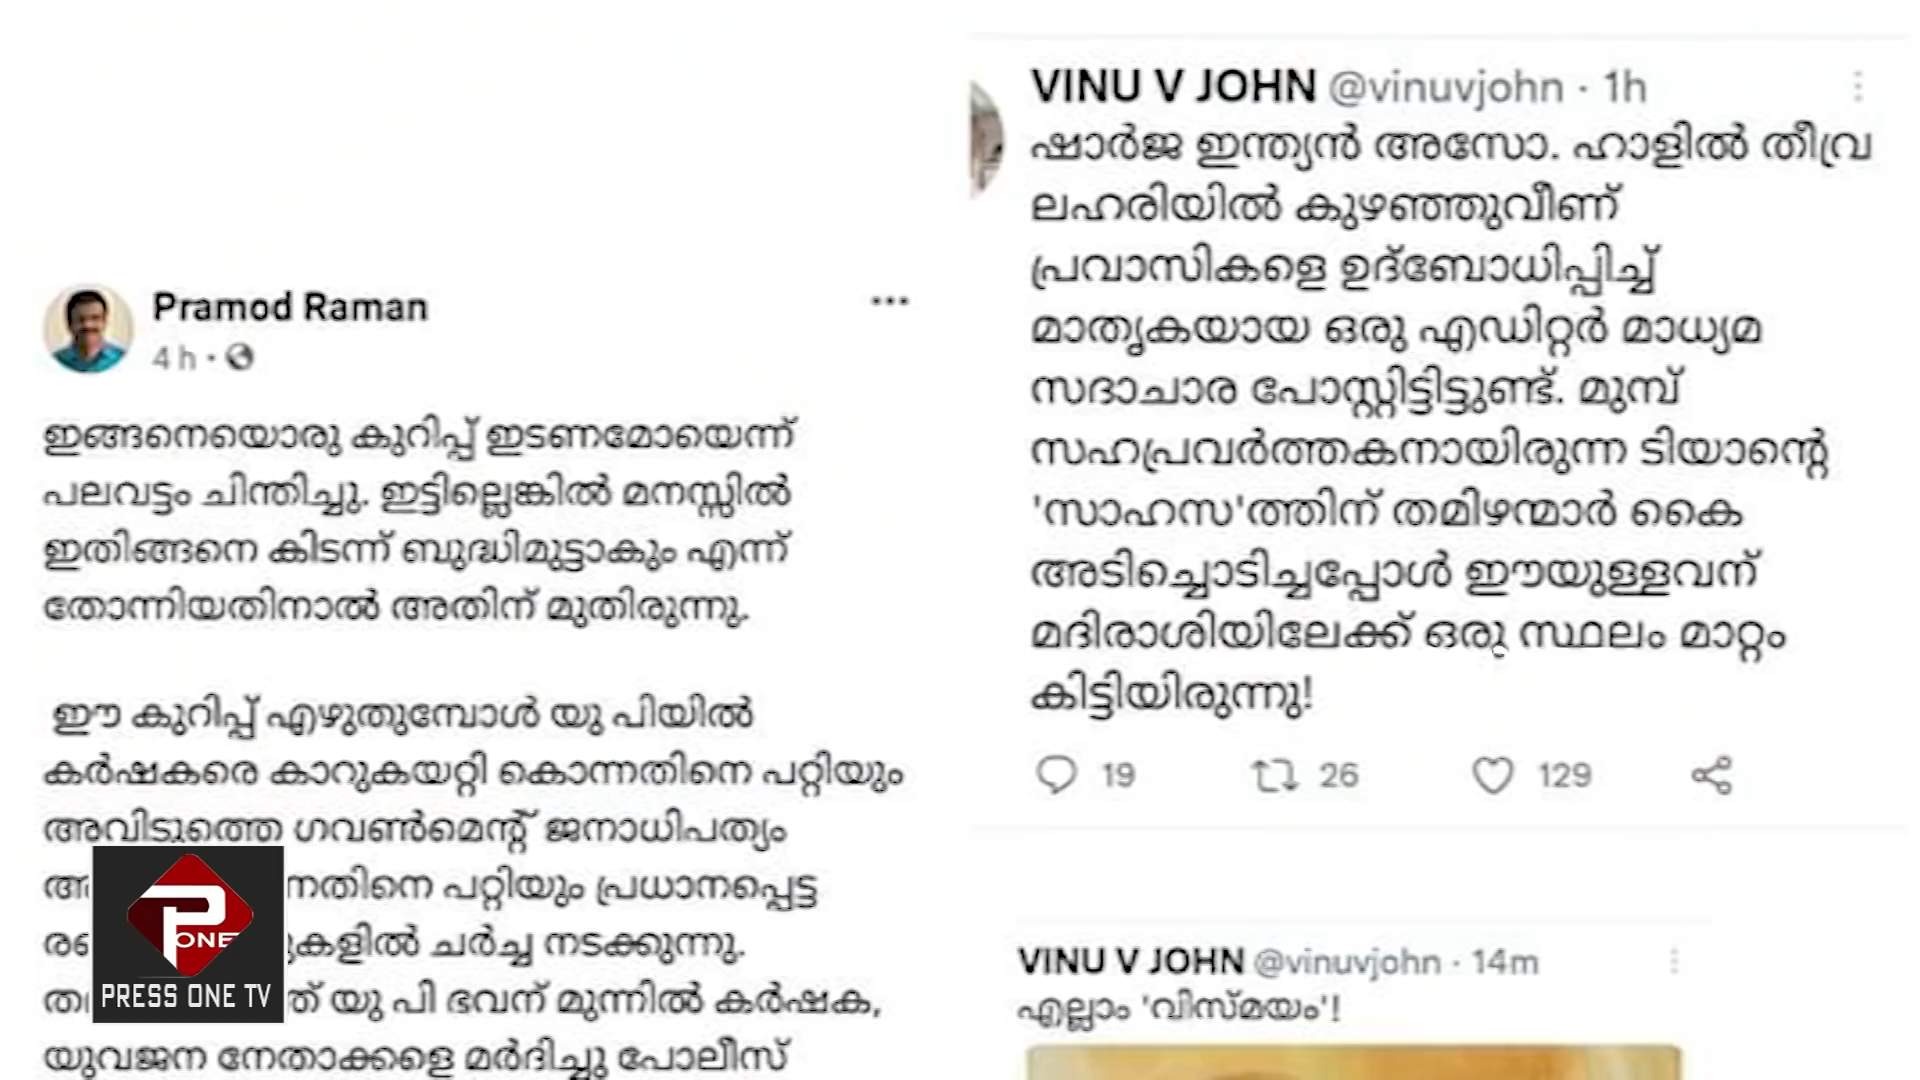 Pramod Raman
4 h
ഇങ്ങനെയൊരു കുറിപ്പ് ഇടണമോയെന്ന്
പലവട്ടം ചിന്തിച്ചു. ഇട്ടില്ലെങ്കിൽ മനസ്സിൽ
ഇതിങ്ങനെ കിടന്ന് ബുദ്ധിമുട്ടാകും എന്ന്
തോന്നിയതിനാൽ അതിന് മുതിരുന്നു.
ഈ കുറിപ്പ് എഴുതുമ്പോൾ യു പിയിൽ
കർഷകരെ കാറുകയറ്റി കൊന്നതിനെ പറ്റിയും
അവിടുത്തെ ഗവൺമെന്റ് ജനാധിപത്യം
പറ്റിയും പ്രധാനപ്പെട്ട
ചർച്ച നടക്കുന്നു.
യു പി ഭവന് മുന്നിൽ കർഷക,
യുവജന നേതാക്കളെ മർദിച്ചു പോലീസ്
PONE
PRESS ONE TV
VINU V JOHN @vinuvjohn · 1h
ഷാർജ ഇന്ത്യൻ അസോ. ഹാളിൽ തീവ്ര
ലഹരിയിൽ കുഴഞ്ഞുവീണ്
പ്രവാസികളെ ഉദ്ബോധിപ്പിച്ച്
മാതൃകയായ ഒരു എഡിറ്റർ മാധ്യമ
സദാചാര പോസ്റ്റിട്ടിട്ടുണ്ട്. മുമ്പ്
സഹപ്രവർത്തകനായിരുന്ന ടിയാന്റെ
'സാഹസ'ത്തിന് തമിഴന്മാർ കൈ
അടിച്ചൊടിച്ചപ്പോൾ ഈയുള്ളവന്
മദിരാശിയിലേക്ക് ഒരു സ്ഥലം മാറ്റം
കിട്ടിയിരുന്നു!
19 26 129
VINU V JOHN @vinuvjohn · 14m
എല്ലാം 'വിസ്മയം'!